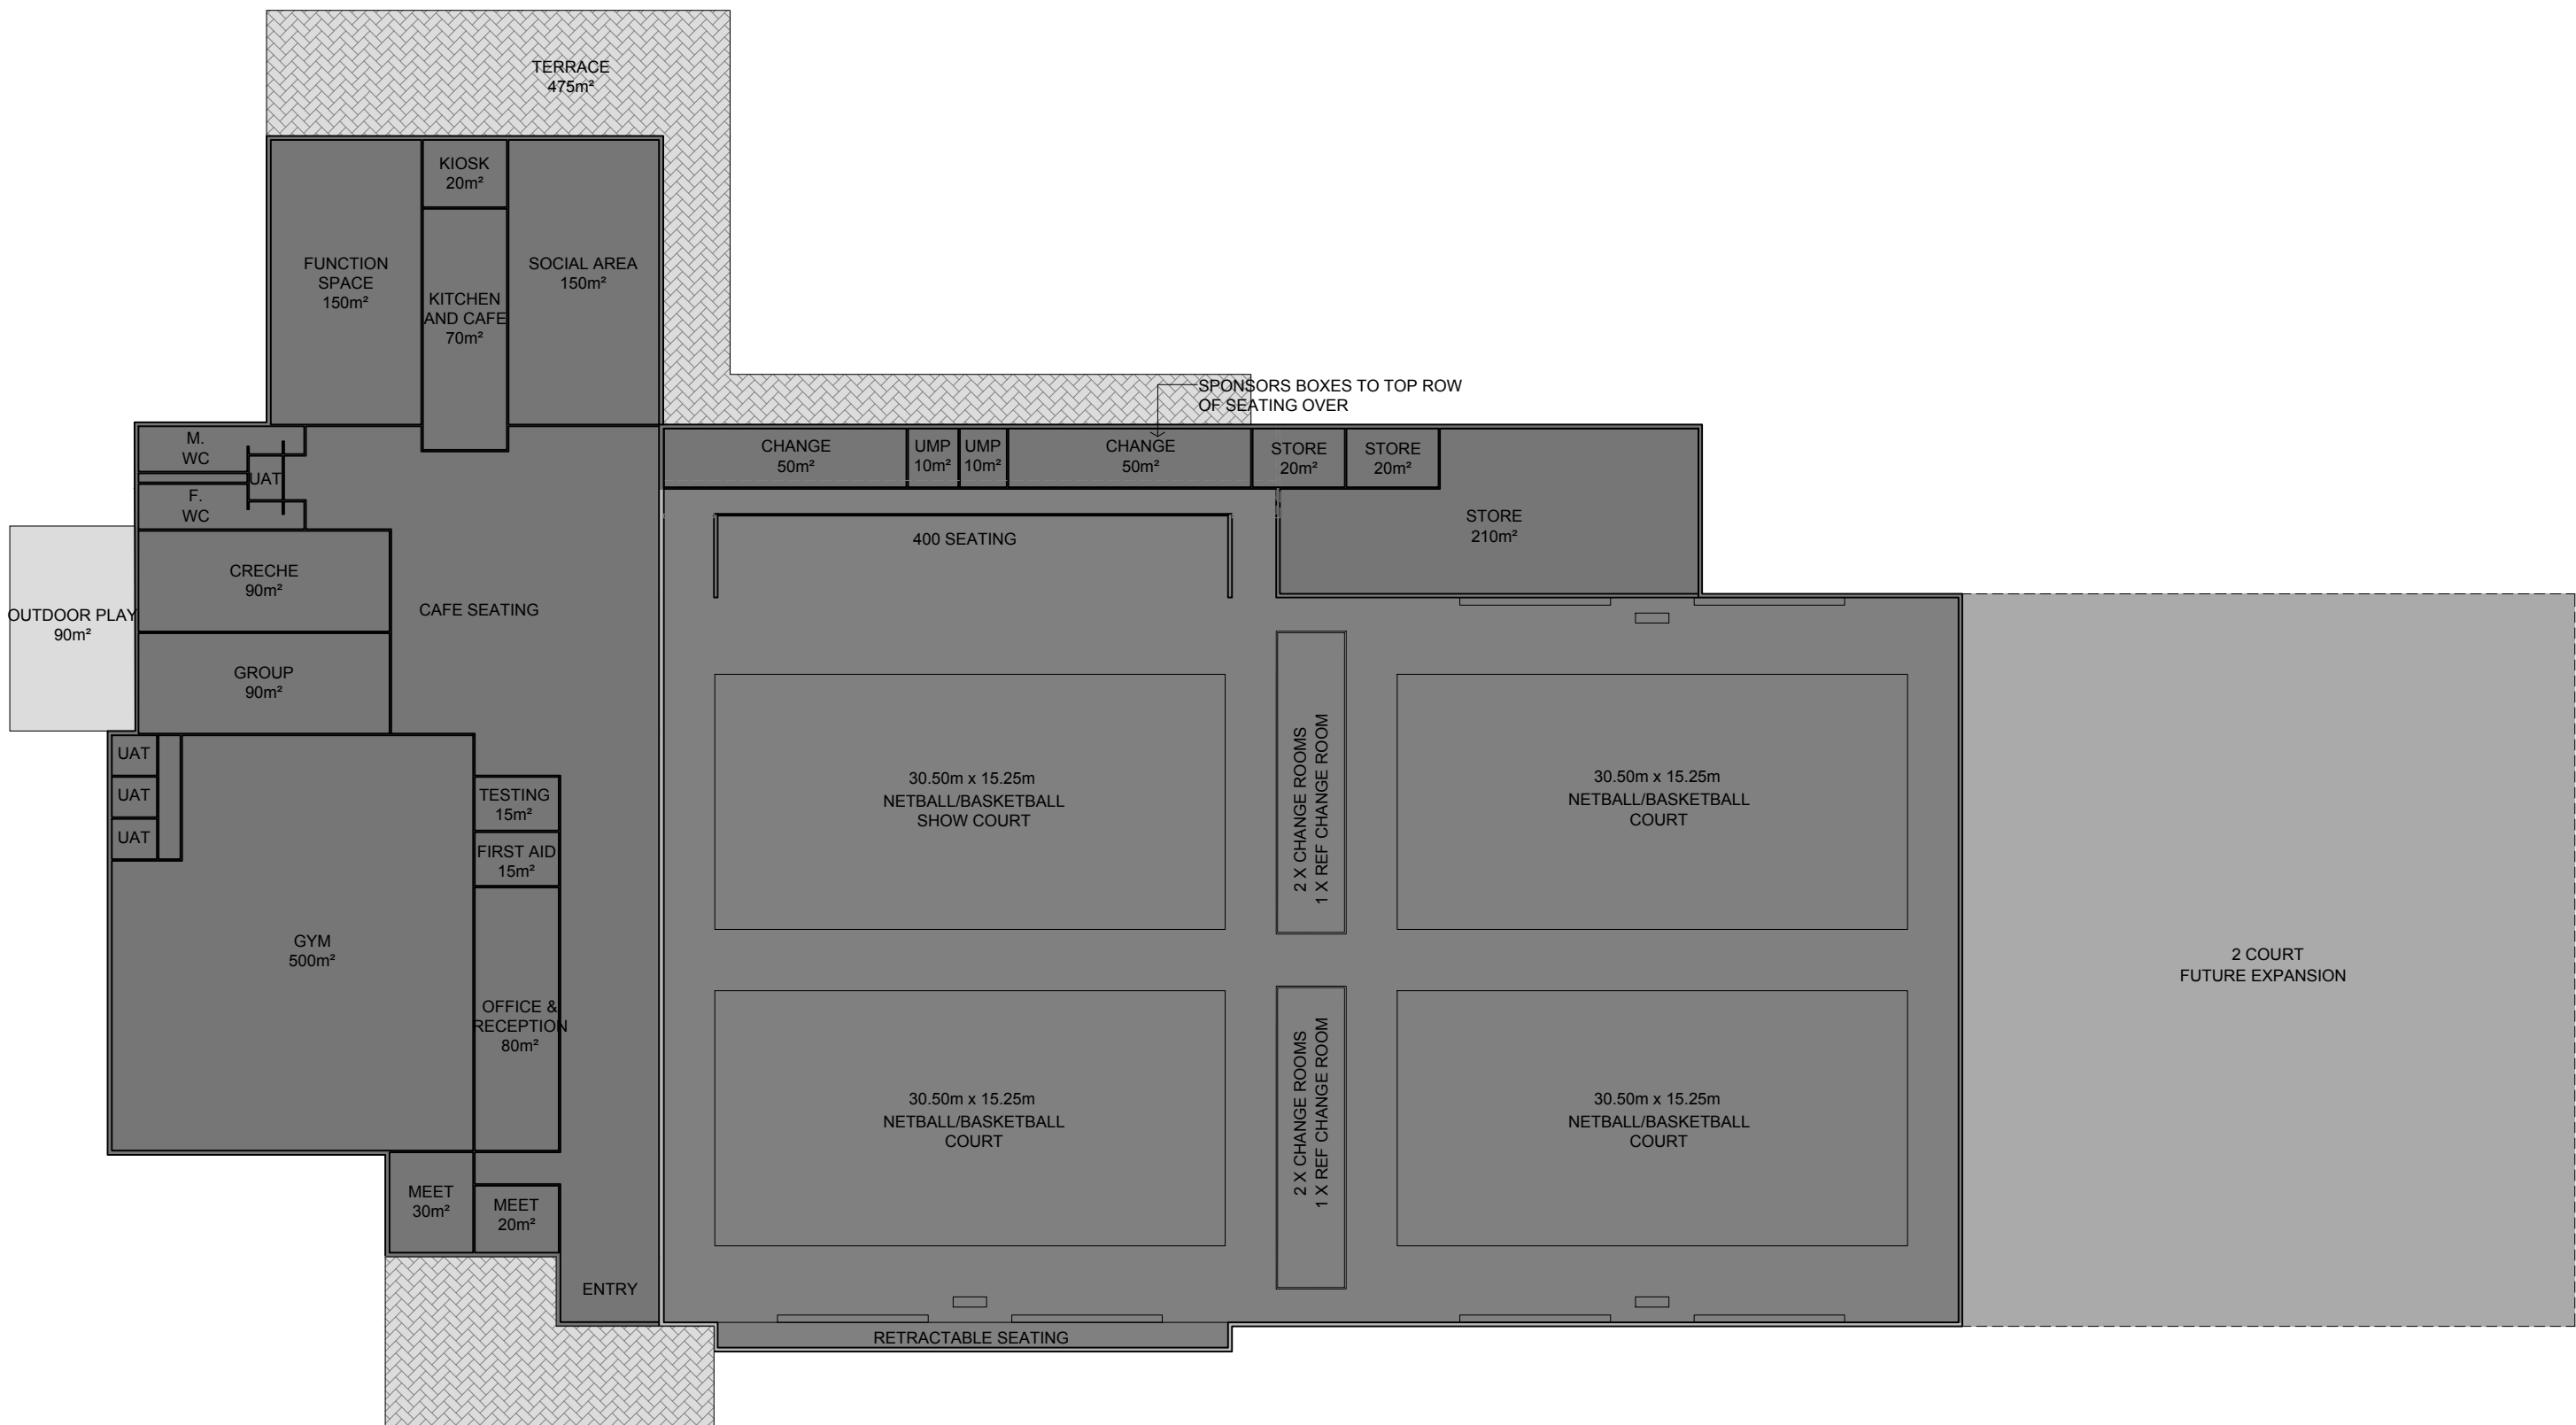 TERRACE
475m²
KIOSK
20m²
FUNCTION
SPACE
150m²
SOCIAL AREA
150m²
KITCHEN
AND CAFE
70m²
SPONSORS BOXES TO TOP ROW
OF SEATING OVER
M.
WC
UAT
F.
WC
CHANGE
50m²
UMP
10m²
UMP
10m²
CHANGE
50m²
STORE
20m²
STORE
20m²
STORE
210m²
400 SEATING
CRECHE
90m²
CAFE SEATING
OUTDOOR PLAY
90m²
GROUP
90m²
UAT
UAT
UAT
TESTING
15m²
FIRST AID
15m²
GYM
500m²
OFFICE &
RECEPTION
80m²
30.50m x 15.25m
NETBALL/BASKETBALL
SHOW COURT
2 X CHANGE ROOMS
1 X REF CHANGE ROOM
30.50m x 15.25m
NETBALL/BASKETBALL
COURT
2 COURT
FUTURE EXPANSION
30.50m x 15.25m
NETBALL/BASKETBALL
COURT
2 X CHANGE ROOMS
1 X REF CHANGE ROOM
30.50m x 15.25m
NETBALL/BASKETBALL
COURT
MEET
30m²
MEET
20m²
ENTRY
RETRACTABLE SEATING